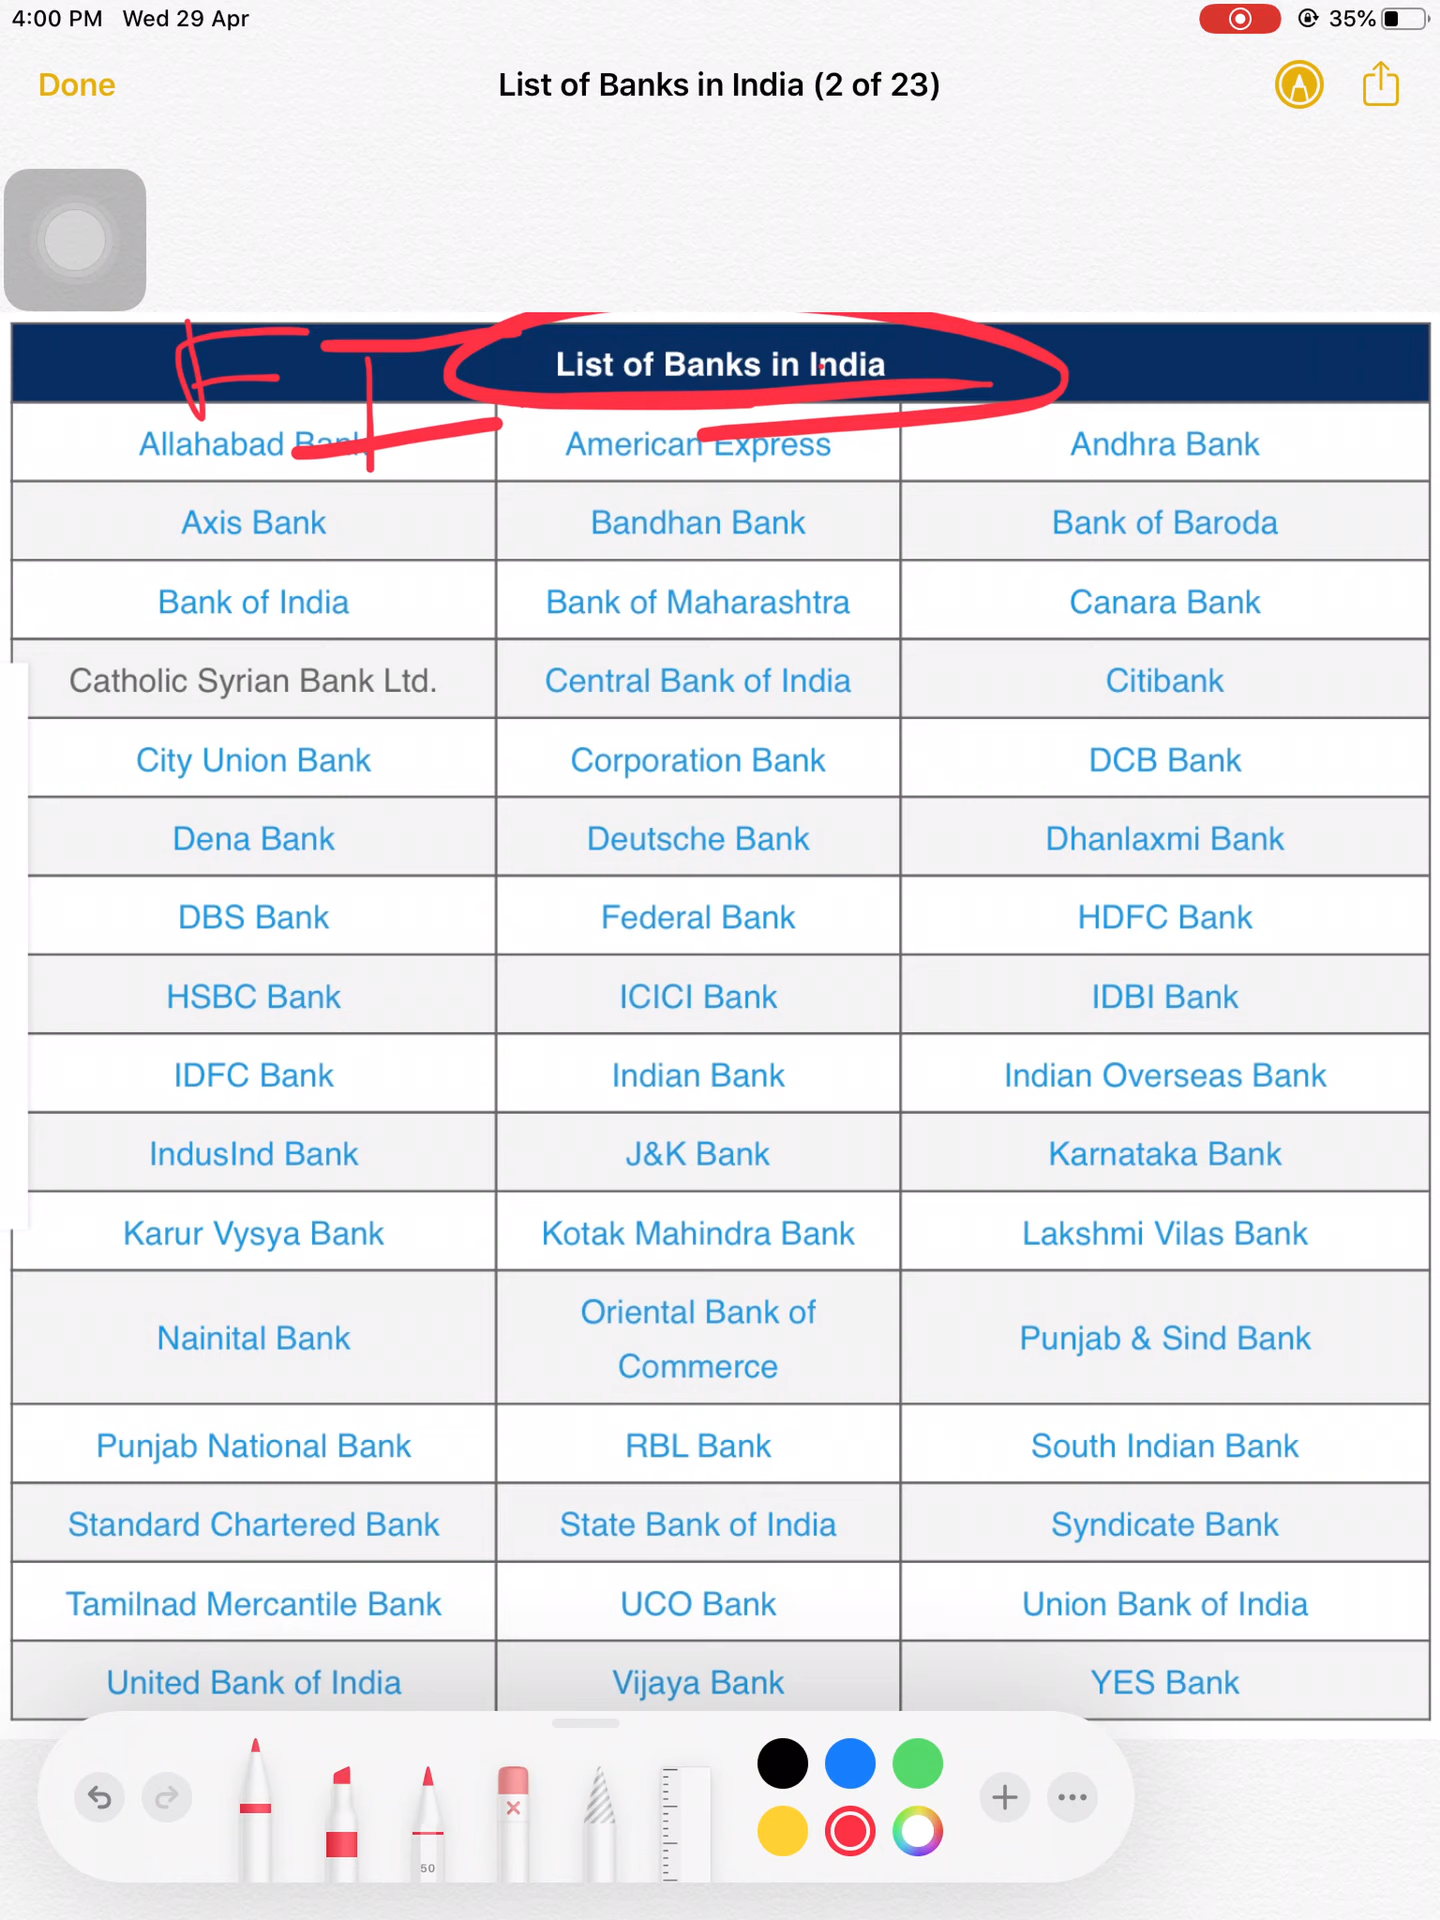 4:00 PM Wed 29 Apr 35%
Done List of Banks in India (2 of 23)
List of Banks in India
FI
Allahabad Bank American Express Andhra Bank
Axis Bank Bandhan Bank Bank of Baroda
Bank of India Bank of Maharashtra Canara Bank
Catholic Syrian Bank Ltd. Central Bank of India Citibank
City Union Bank Corporation Bank DCB Bank
Dena Bank Deutsche Bank Dhanlaxmi Bank
DBS Bank Federal Bank HDFC Bank
HSBC Bank ICICI Bank IDBI Bank
IDFC Bank Indian Bank Indian Overseas Bank
IndusInd Bank J&K Bank Karnataka Bank
Karur Vysya Bank Kotak Mahindra Bank Lakshmi Vilas Bank
Nainital Bank Oriental Bank of Commerce Punjab & Sind Bank
Punjab National Bank RBL Bank South Indian Bank
Standard Chartered Bank State Bank of India Syndicate Bank
Tamilnad Mercantile Bank UCO Bank Union Bank of India
United Bank of India Vijaya Bank YES Bank
50